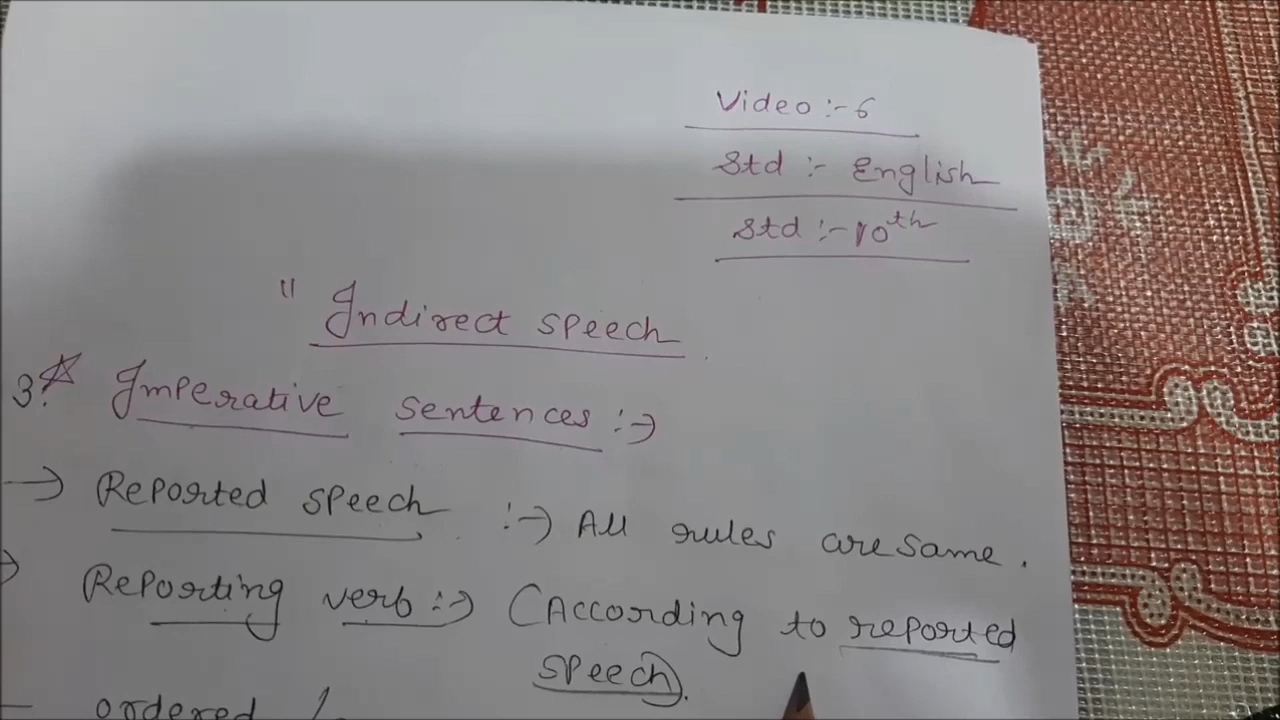 Video :- 6
Std :- English
Std :- 10th
" Indirect speech
3. Imperative sentences :->
→ Reported speech :-> All rules are same.
→ Reporting verb :-> (According to reported
speech).
ordered /